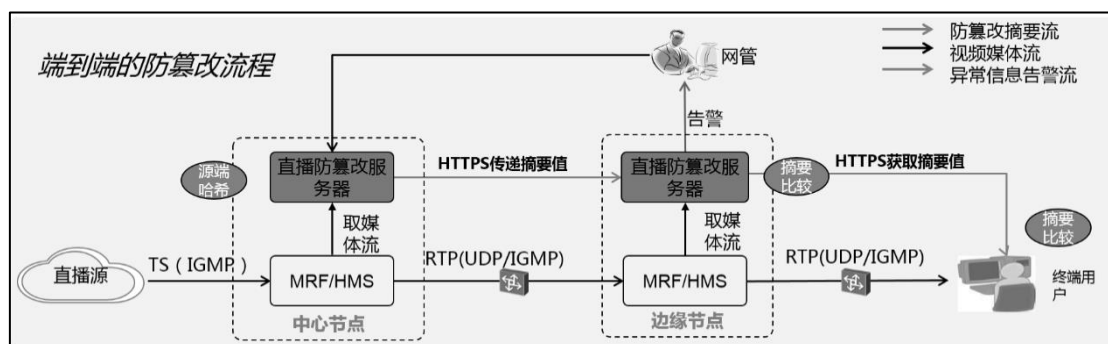 端到端的防篡改流程
网管
防篡改摘要流
视频媒体流
异常信息告警流
告警
源端
哈希
直播防篡改服
务器
HTTPS传递摘要值
直播防篡改服
务器
摘要
比较
HTTPS获取摘要值
取媒
体流
取媒
体流
摘要
比较
直播源
TS（IGMP）
MRF/HMS
RTP(UDP/IGMP)
MRF/HMS
RTP(UDP/IGMP)
终端用
户
中心节点
边缘节点